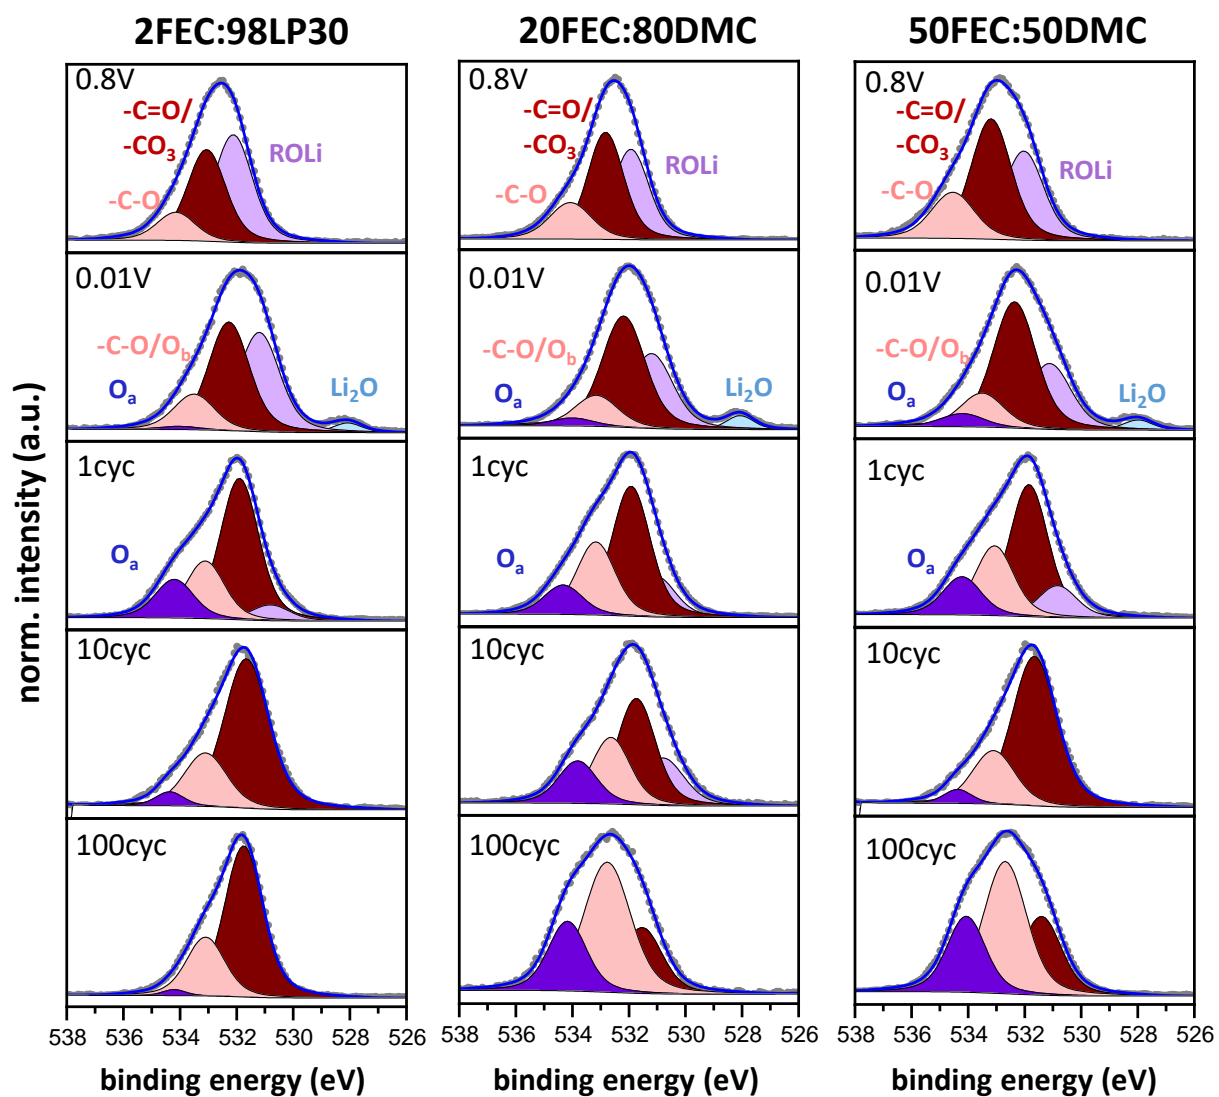 2FEC:98LP30
20FEC:80DMC
50FEC:50DMC
norm. intensity (a.u.)
0.8V
-C=O/
-CO3
-C-O
ROLi
0.8V
-C=O/
-CO3
-C-O
ROLi
0.8V
-C=O/
-CO3
-C-O
ROLi
0.01V
-C-O/Ob
Oa
Li2O
0.01V
-C-O/Ob
Oa
Li2O
0.01V
-C-O/Ob
Oa
Li2O
1cyc
Oa
1cyc
Oa
1cyc
Oa
10cyc
10cyc
10cyc
100cyc
100cyc
100cyc
538 536 534 532 530 528 526
538 536 534 532 530 528 526
538 536 534 532 530 528 526
binding energy (eV)
binding energy (eV)
binding energy (eV)